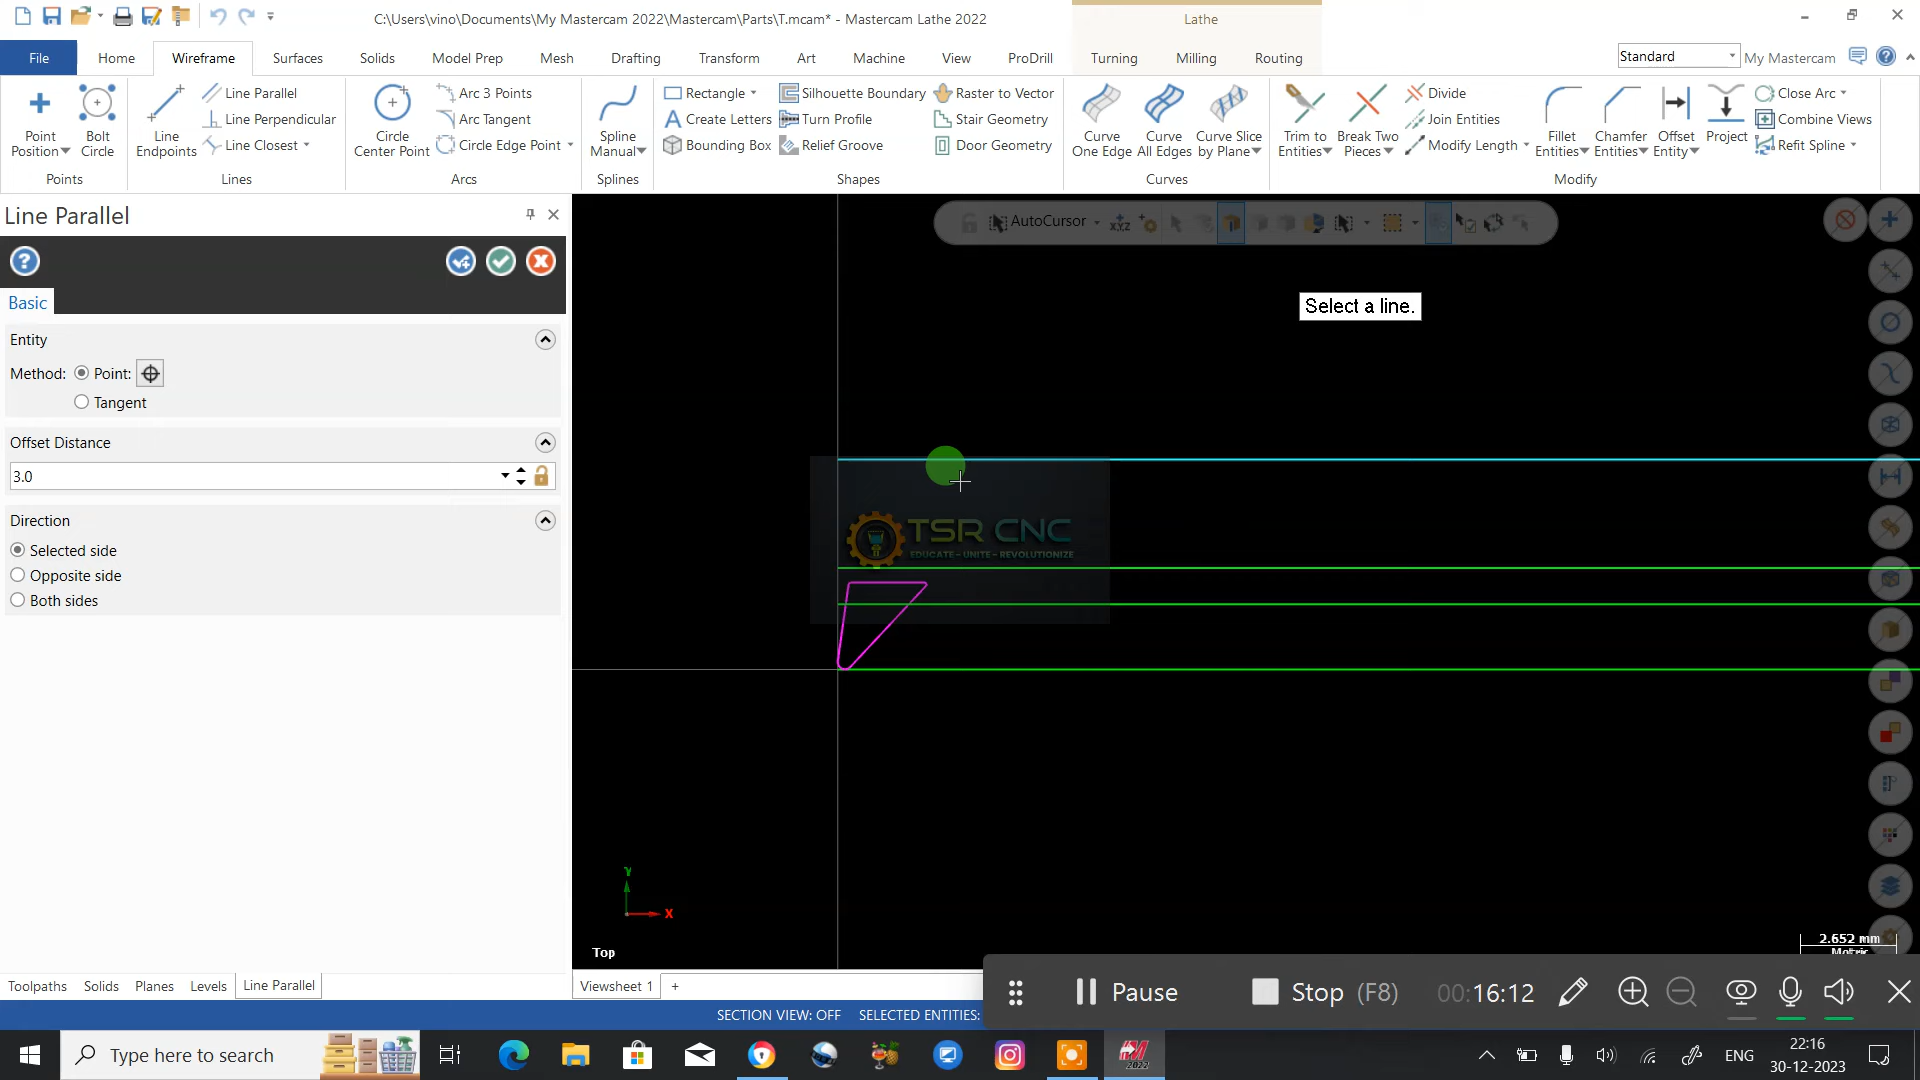 C:\Users\vino\Documents\My Mastercam 2022\Mastercam\Parts\T.mcam* - Mastercam Lathe 2022
Lathe
File Home Wireframe Surfaces Solids Model Prep Mesh Drafting Transform Art Machine View ProDrill Turning Milling Routing
Standard My Mastercam
Point Position
Bolt Circle
Points
Line Endpoints
Line Parallel
Line Perpendicular
Line Closest
Lines
Circle Center Point
Arc 3 Points
Arc Tangent
Circle Edge Point
Arcs
Spline Manual
Splines
Rectangle
Create Letters
Bounding Box
Silhouette Boundary
Turn Profile
Relief Groove
Raster to Vector
Stair Geometry
Door Geometry
Shapes
Curve One Edge
Curve All Edges
Curve Slice by Plane
Curves
Trim to Entities
Break Two Pieces
Divide
Join Entities
Modify Length
Fillet Entities
Chamfer Entities
Offset Entity
Project
Close Arc
Combine Views
Refit Spline
Modify
Line Parallel
Basic
Entity
Method: Point:
Tangent
Offset Distance
3.0
Direction
Selected side
Opposite side
Both sides
AutoCursor
Select a line.
TSR CNC
EDUCATE - UNITE - REVOLUTIONIZE
Y
X
Top
2.652 mm
Metric
Toolpaths Solids Planes Levels Line Parallel
Viewsheet 1 +
Pause Stop (F8) 00:16:12
SECTION VIEW: OFF SELECTED ENTITIES:
Type here to search
2022
ENG
22:16
30-12-2023